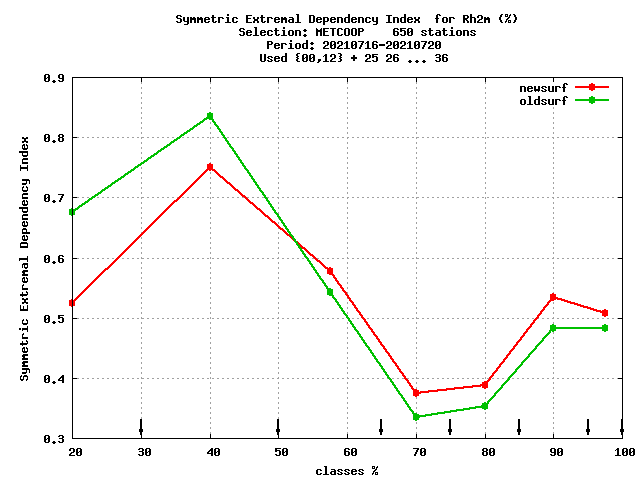 Symmetric Extremal Dependency Index  for Rh2m (%)
Selection: METCOOP    650 stations
Period: 20210716-20210720
Used {00,12} + 25 26 ... 36
newsurf
oldsurf
Symmetric Extremal Dependency Index
0.9
0.8
0.7
0.6
0.5
0.4
0.3
20 30 40 50 60 70 80 90 100
classes %